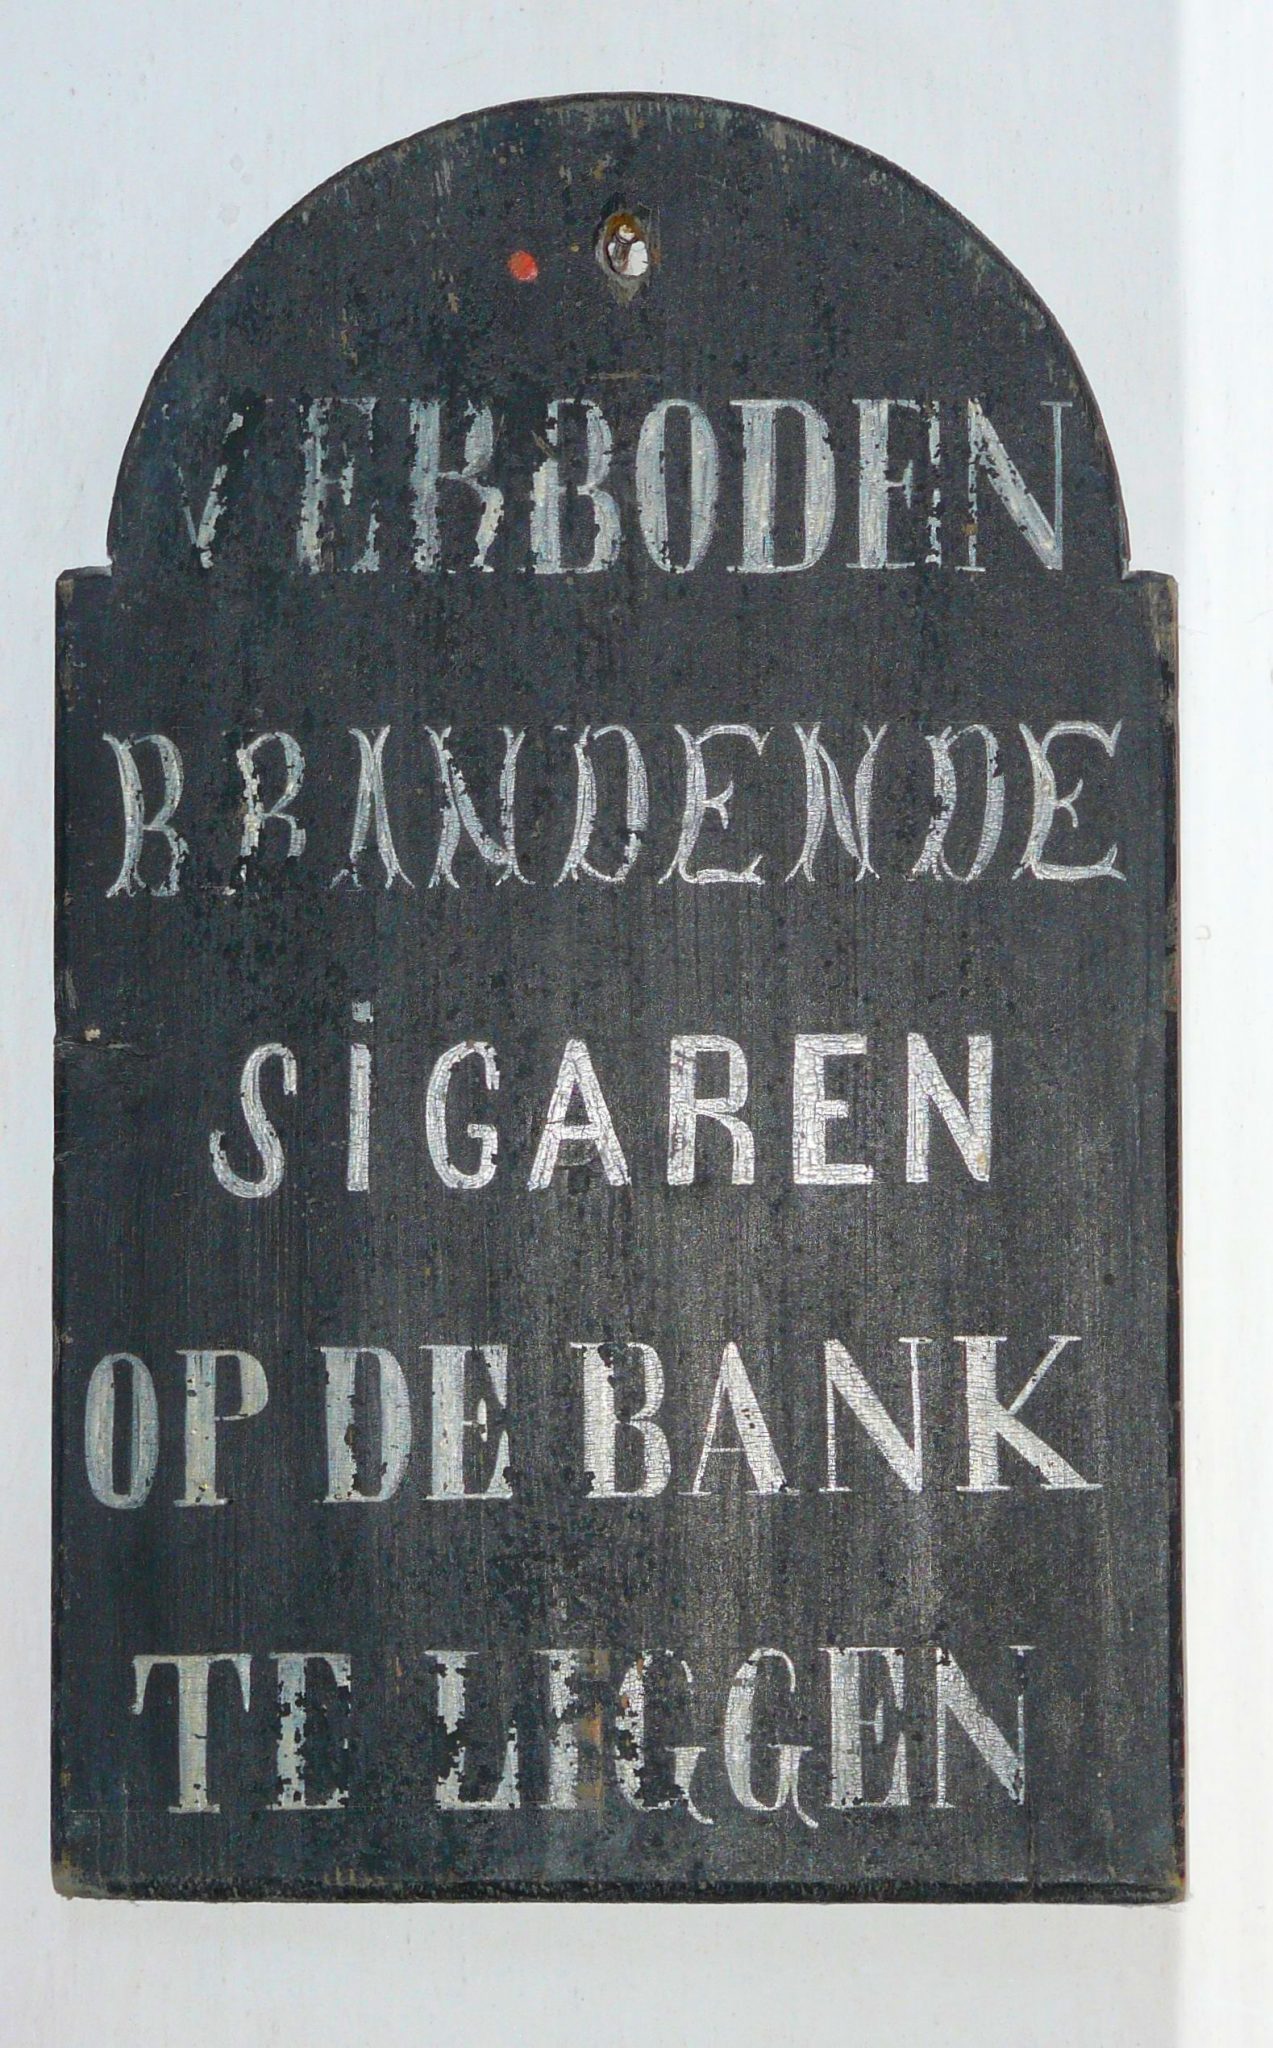 VERBODEN
BRANDENDE
SiGAREN
OP DE BANK
TE LEGGEN